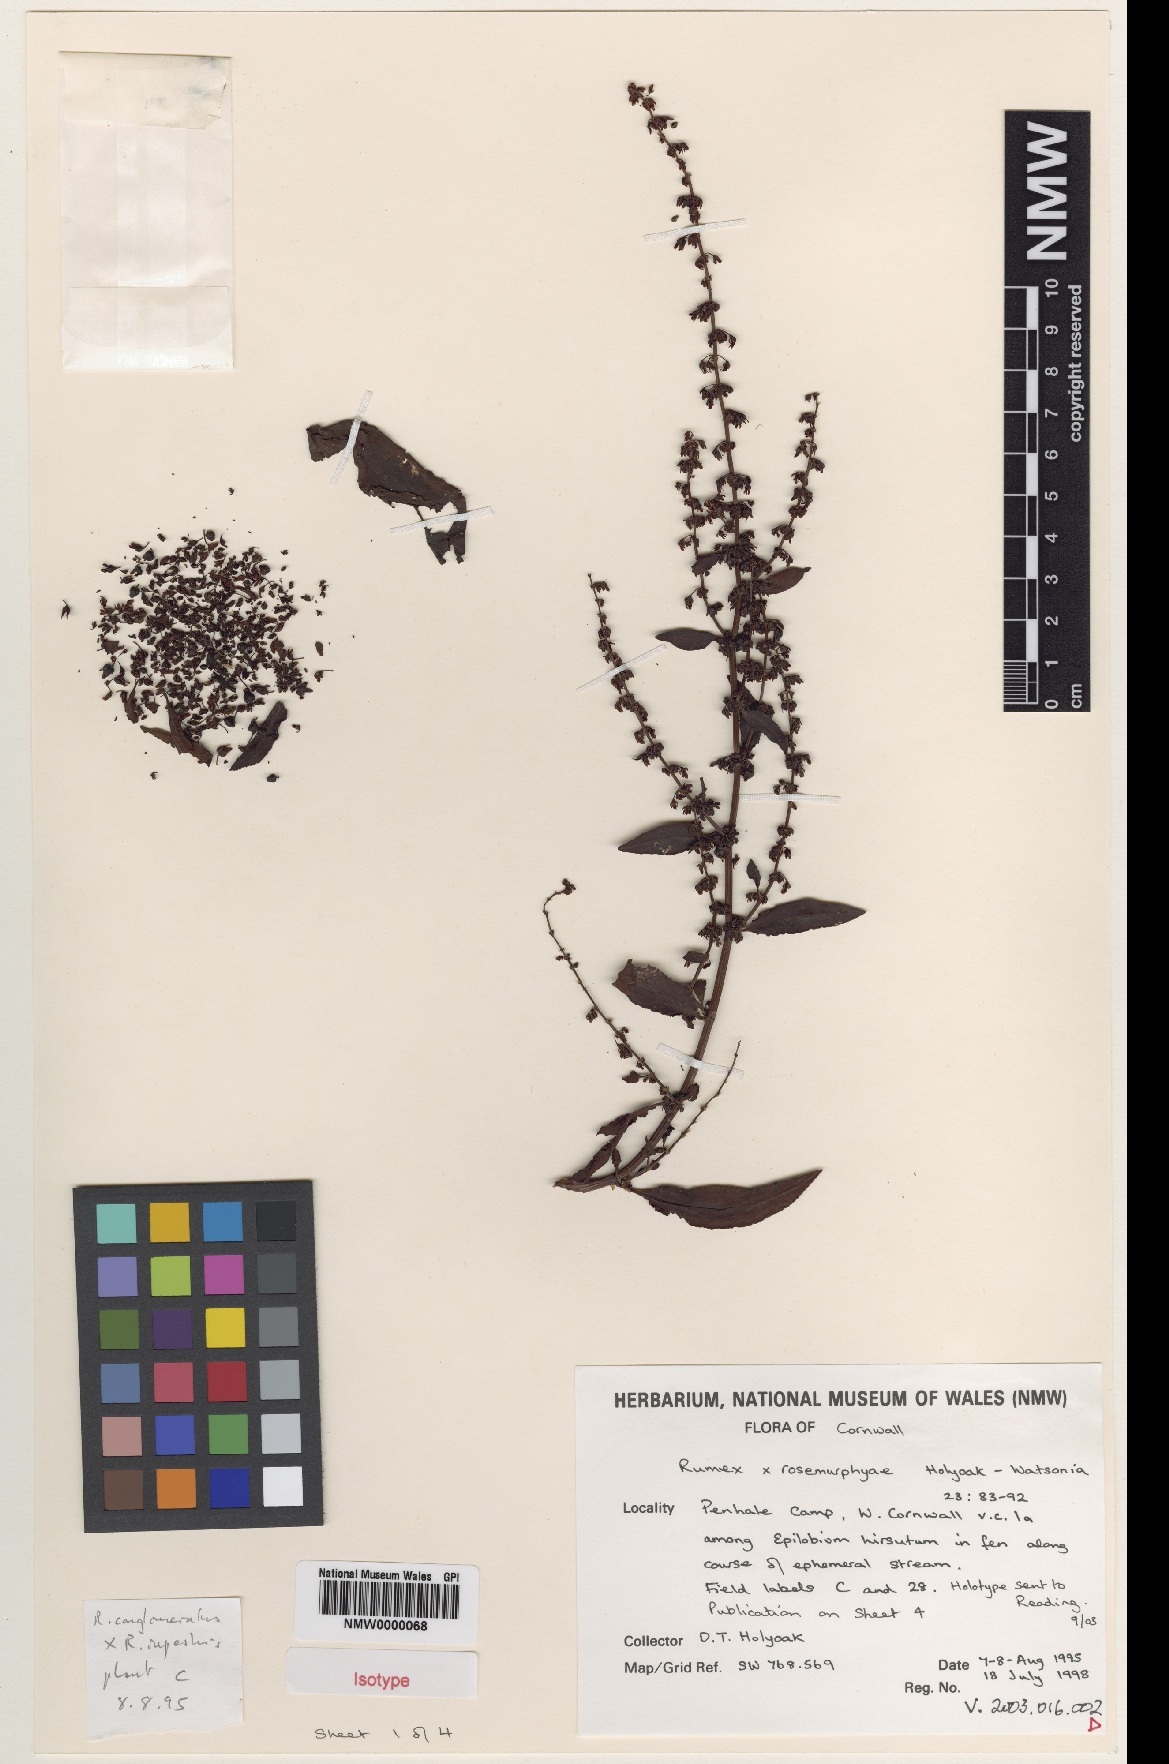 NMW
0 1 2 3 4 5 6 7 8 9 10
cm
copyright reserved
HERBARIUM, NATIONAL MUSEUM OF WALES (NMW)
FLORA OF Cornwall
Rumex x rosemurphyae Holyoak - Watsonia
23: 83-92
Locality Penhale Camp, W. Cornwall v.c. 1a
among Epilobium hirsutum in fen along
course of ephemeral stream.
Field labels C and 28. Holotype sent to
Reading.
Publication on Sheet 4
9/03
Collector D.T. Holyoak
Map/Grid Ref. SW 768.569
Date 7-8-Aug 1995
18 July 1998
Reg. No.
V. 2003.016.002
National Museum Wales GPI
NMW0000068
Isotype
R. conglomeratus
x R. rupestris
plant C
8.8.95
Sheet 1 of 4